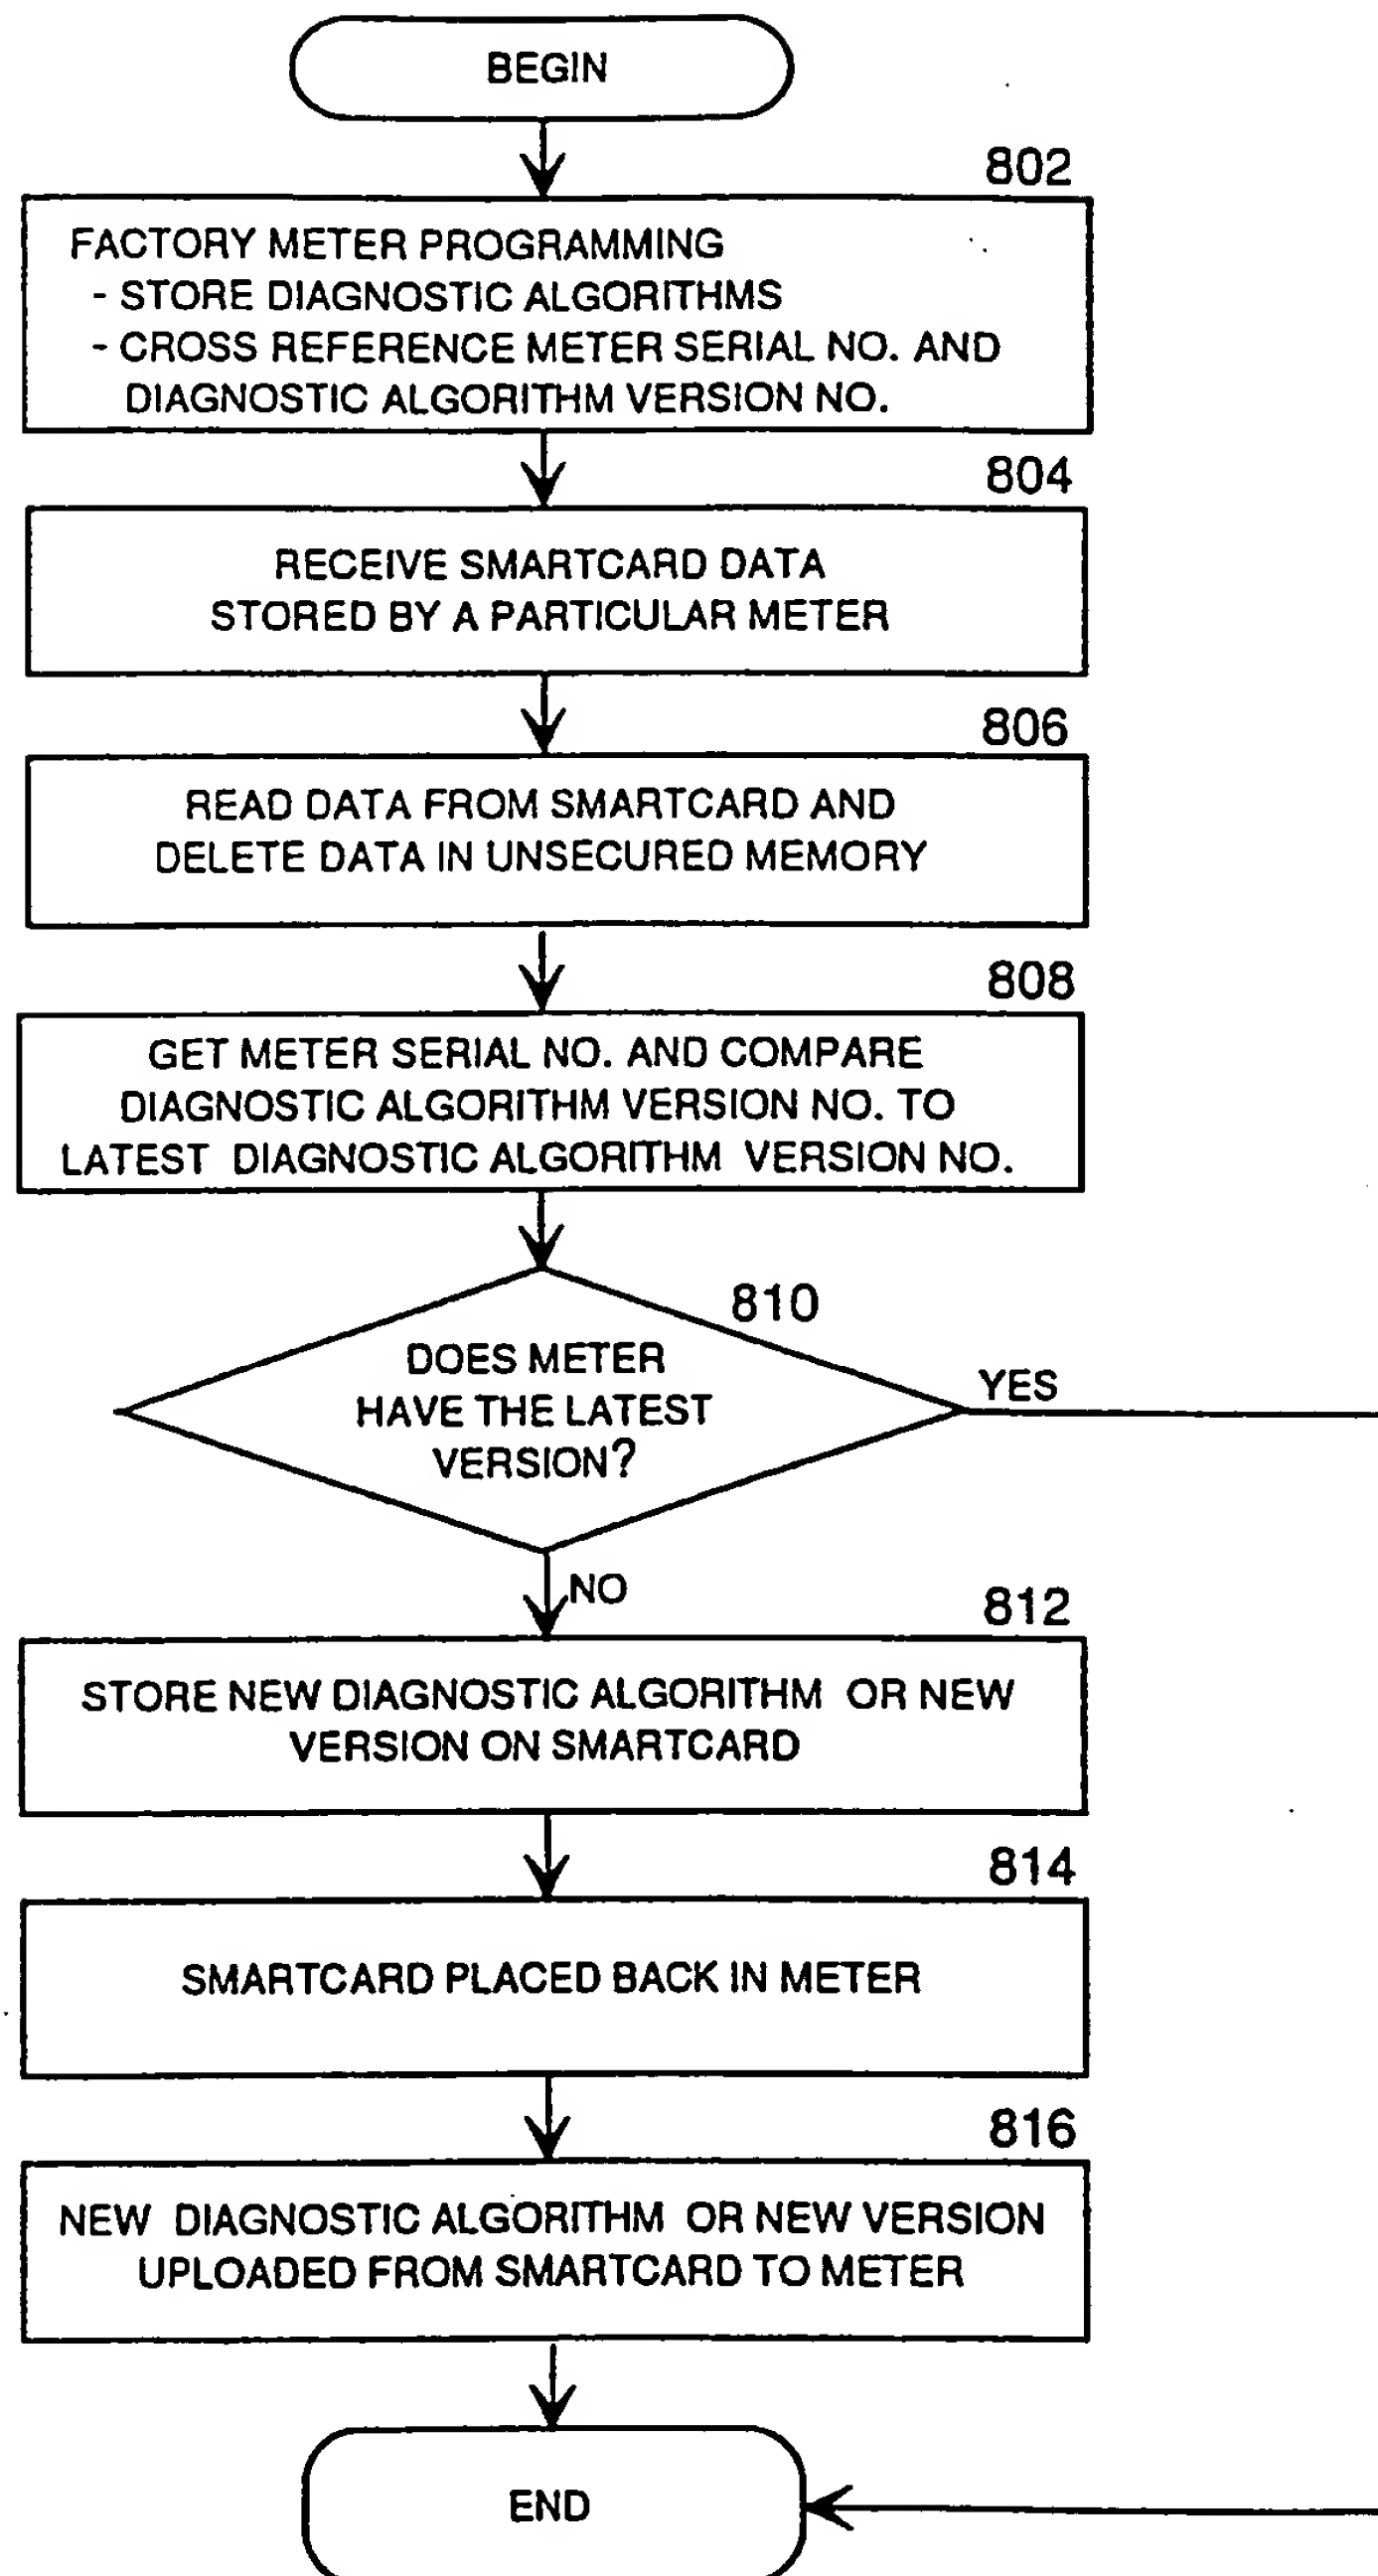 BEGIN
802
FACTORY METER PROGRAMMING
- STORE DIAGNOSTIC ALGORITHMS
- CROSS REFERENCE METER SERIAL NO. AND
DIAGNOSTIC ALGORITHM VERSION NO.
804
RECEIVE SMARTCARD DATA
STORED BY A PARTICULAR METER
806
READ DATA FROM SMARTCARD AND
DELETE DATA IN UNSECURED MEMORY
808
GET METER SERIAL NO. AND COMPARE
DIAGNOSTIC ALGORITHM VERSION NO. TO
LATEST DIAGNOSTIC ALGORITHM VERSION NO.
810
DOES METER
HAVE THE LATEST
VERSION?
YES
NO
812
STORE NEW DIAGNOSTIC ALGORITHM OR NEW
VERSION ON SMARTCARD
814
SMARTCARD PLACED BACK IN METER
816
NEW DIAGNOSTIC ALGORITHM OR NEW VERSION
UPLOADED FROM SMARTCARD TO METER
END